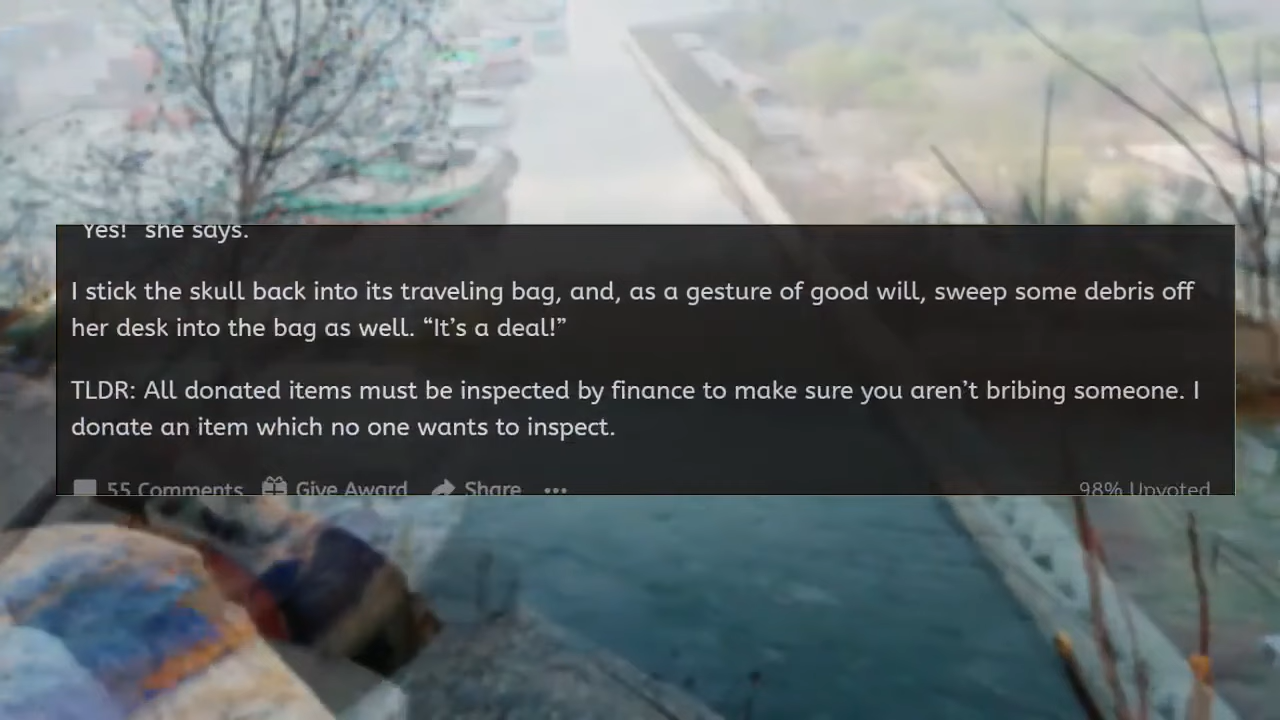 Yes! she says.
I stick the skull back into its traveling bag, and, as a gesture of good will, sweep some debris off
her desk into the bag as well. “It’s a deal!”
TLDR: All donated items must be inspected by finance to make sure you aren’t bribing someone. I
donate an item which no one wants to inspect.
55 Comments Give Award Share ••• 98% Upvoted